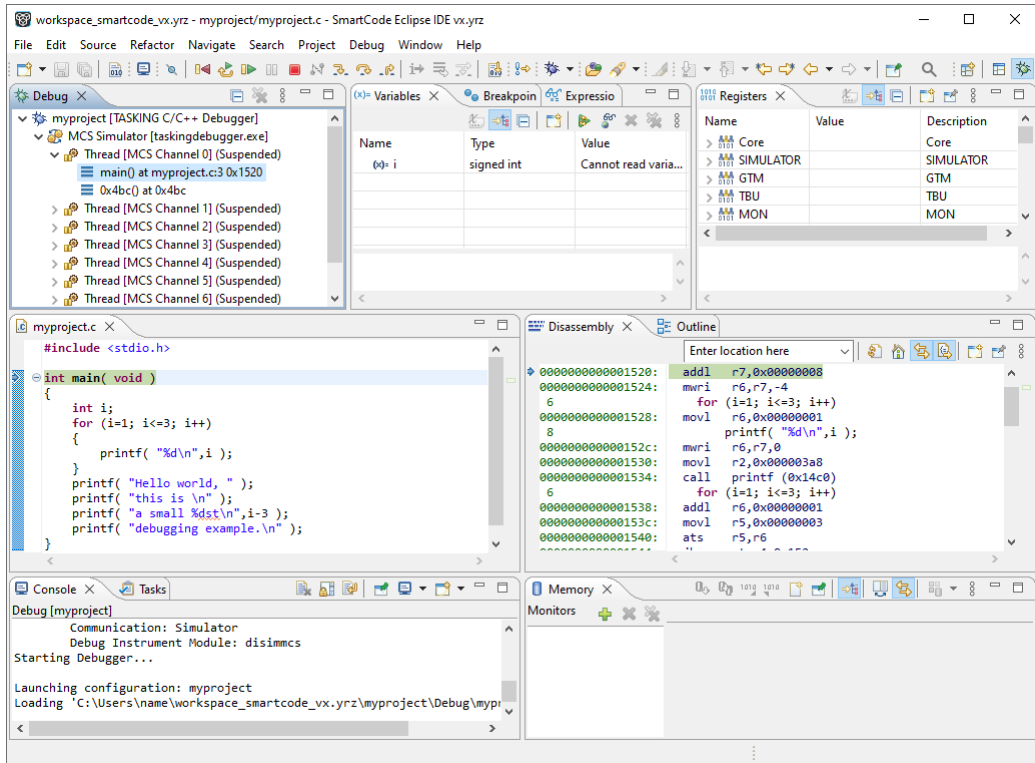 workspace_smartcode_vx.yrz - myproject/myproject.c - SmartCode Eclipse IDE vx.yrz
File Edit Source Refactor Navigate Search Project Debug Window Help
Debug
myproject [TASKING C/C++ Debugger]
MCS Simulator [taskingdebugger.exe]
Thread [MCS Channel 0] (Suspended)
main() at myproject.c:3 0x1520
0x4bc() at 0x4bc
Thread [MCS Channel 1] (Suspended)
Thread [MCS Channel 2] (Suspended)
Thread [MCS Channel 3] (Suspended)
Thread [MCS Channel 4] (Suspended)
Thread [MCS Channel 5] (Suspended)
Thread [MCS Channel 6] (Suspended)
(x)= Variables Breakpoin Expressio
Name Type Value
(x)= i signed int Cannot read varia...
Registers
Name Value Description
Core Core
SIMULATOR SIMULATOR
GTM GTM
TBU TBU
MON MON
myproject.c
#include <stdio.h>
int main( void )
{
int i;
for (i=1; i<=3; i++)
{
printf( "%d\n",i );
}
printf( "Hello world, " );
printf( "this is \n" );
printf( "a small %dst\n",i-3 );
printf( "debugging example.\n" );
}
Disassembly Outline
Enter location here
0000000000001520: addl r7,0x00000008
0000000000001524: mwri r6,r7,-4
6 for (i=1; i<=3; i++)
0000000000001528: movl r6,0x00000001
8 printf( "%d\n",i );
000000000000152c: mwri r6,r7,0
0000000000001530: movl r2,0x000003a8
0000000000001534: call printf (0x14c0)
6 for (i=1; i<=3; i++)
0000000000001538: addl r6,0x00000001
000000000000153c: movl r5,0x00000003
0000000000001540: ats r5,r6
Console Tasks
Debug [myproject]
Communication: Simulator
Debug Instrument Module: disimmcs
Starting Debugger...
Launching configuration: myproject
Loading 'C:\Users\name\workspace_smartcode_vx.yrz\myproject\Debug\mypr
Memory
Monitors